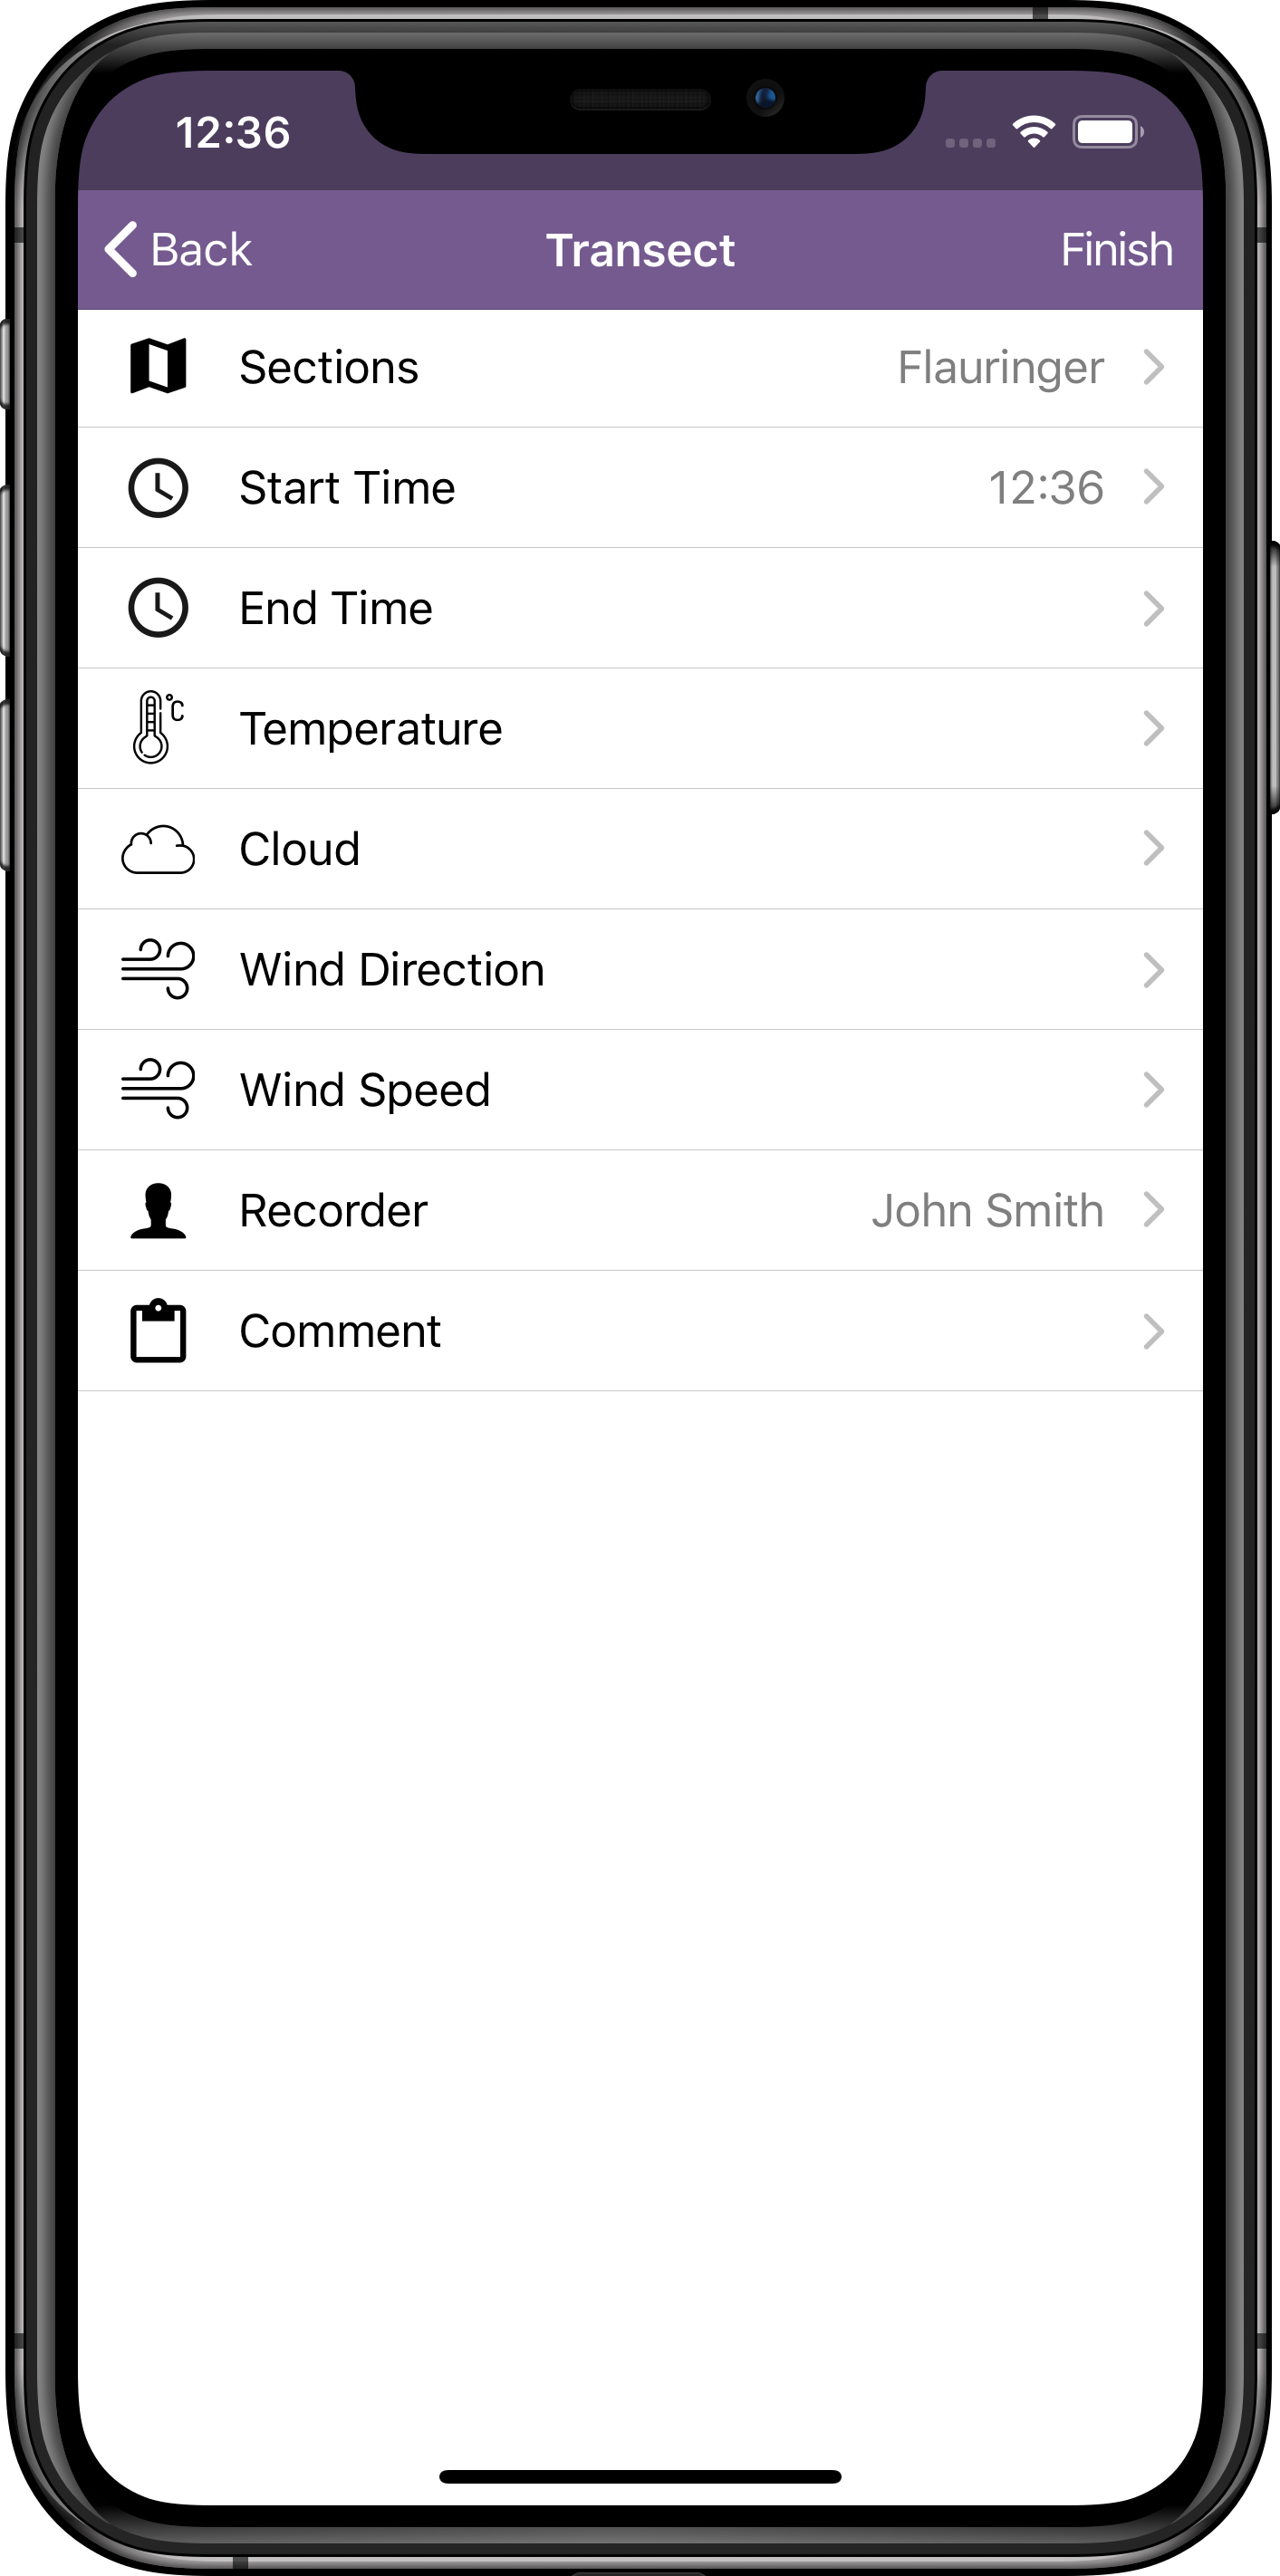 12:36
Back Transect Finish
Sections Flauringer
Start Time 12:36
End Time
°C Temperature
Cloud
Wind Direction
Wind Speed
Recorder John Smith
Comment